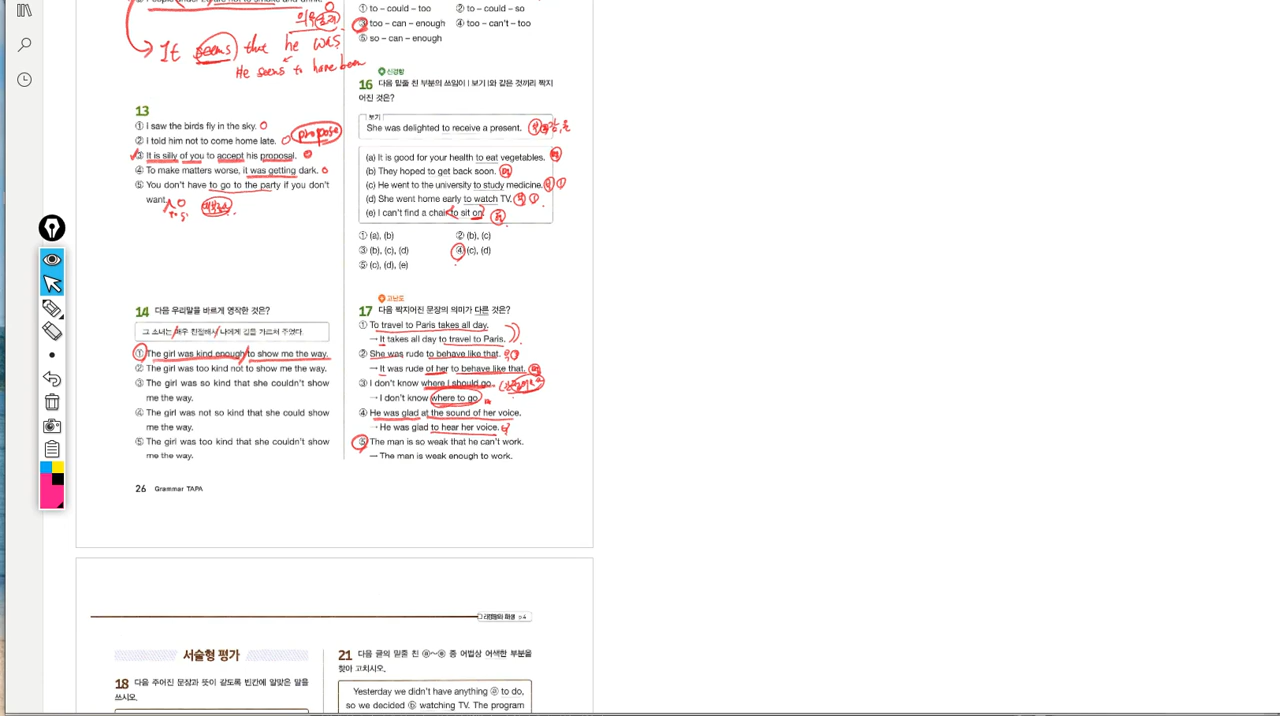 It seems that he was
He seems to have been
13
① I saw the birds fly in the sky.
② I told him not to come home late.
propose
③ It is silly of you to accept his proposal.
④ To make matters worse, it was getting dark.
⑤ You don't have to go to the party if you don't
want.
14 다음 우리말을 바르게 영작한 것은?
그 소녀는 매우 친절해서 나에게 길을 가르쳐 주었다.
① The girl was kind enough to show me the way.
② The girl was too kind not to show me the way.
③ The girl was so kind that she couldn't show
me the way.
④ The girl was not so kind that she could show
me the way.
⑤ The girl was too kind that she couldn't show
me the way.
26 Grammar TAPA
① to – could – too ② to – could – so
③ too – can – enough ④ too – can't – too
⑤ so – can – enough
신경향
16 다음 밑줄 친 부분의 쓰임이 | 보기 |와 같은 것끼리 짝지
어진 것은?
보기
She was delighted to receive a present.
(a) It is good for your health to eat vegetables.
(b) They hoped to get back soon.
(c) He went to the university to study medicine.
(d) She went home early to watch TV.
(e) I can't find a chair to sit on.
① (a), (b) ② (b), (c)
③ (b), (c), (d) ④ (c), (d)
⑤ (c), (d), (e)
고난도
17 다음 짝지어진 문장의 의미가 다른 것은?
① To travel to Paris takes all day.
→ It takes all day to travel to Paris.
② She was rude to behave like that.
→ It was rude of her to behave like that.
③ I don't know where I should go.
→ I don't know where to go.
④ He was glad at the sound of her voice.
→ He was glad to hear her voice.
⑤ The man is so weak that he can't work.
→ The man is weak enough to work.
서술형 평가
18 다음 주어진 문장과 뜻이 같도록 빈칸에 알맞은 말을
쓰시오.
21 다음 글의 밑줄 친 ⓐ~ⓔ 중 어법상 어색한 부분을
찾아 고치시오.
Yesterday we didn't have anything ⓐ to do,
so we decided ⓑ watching TV. The program